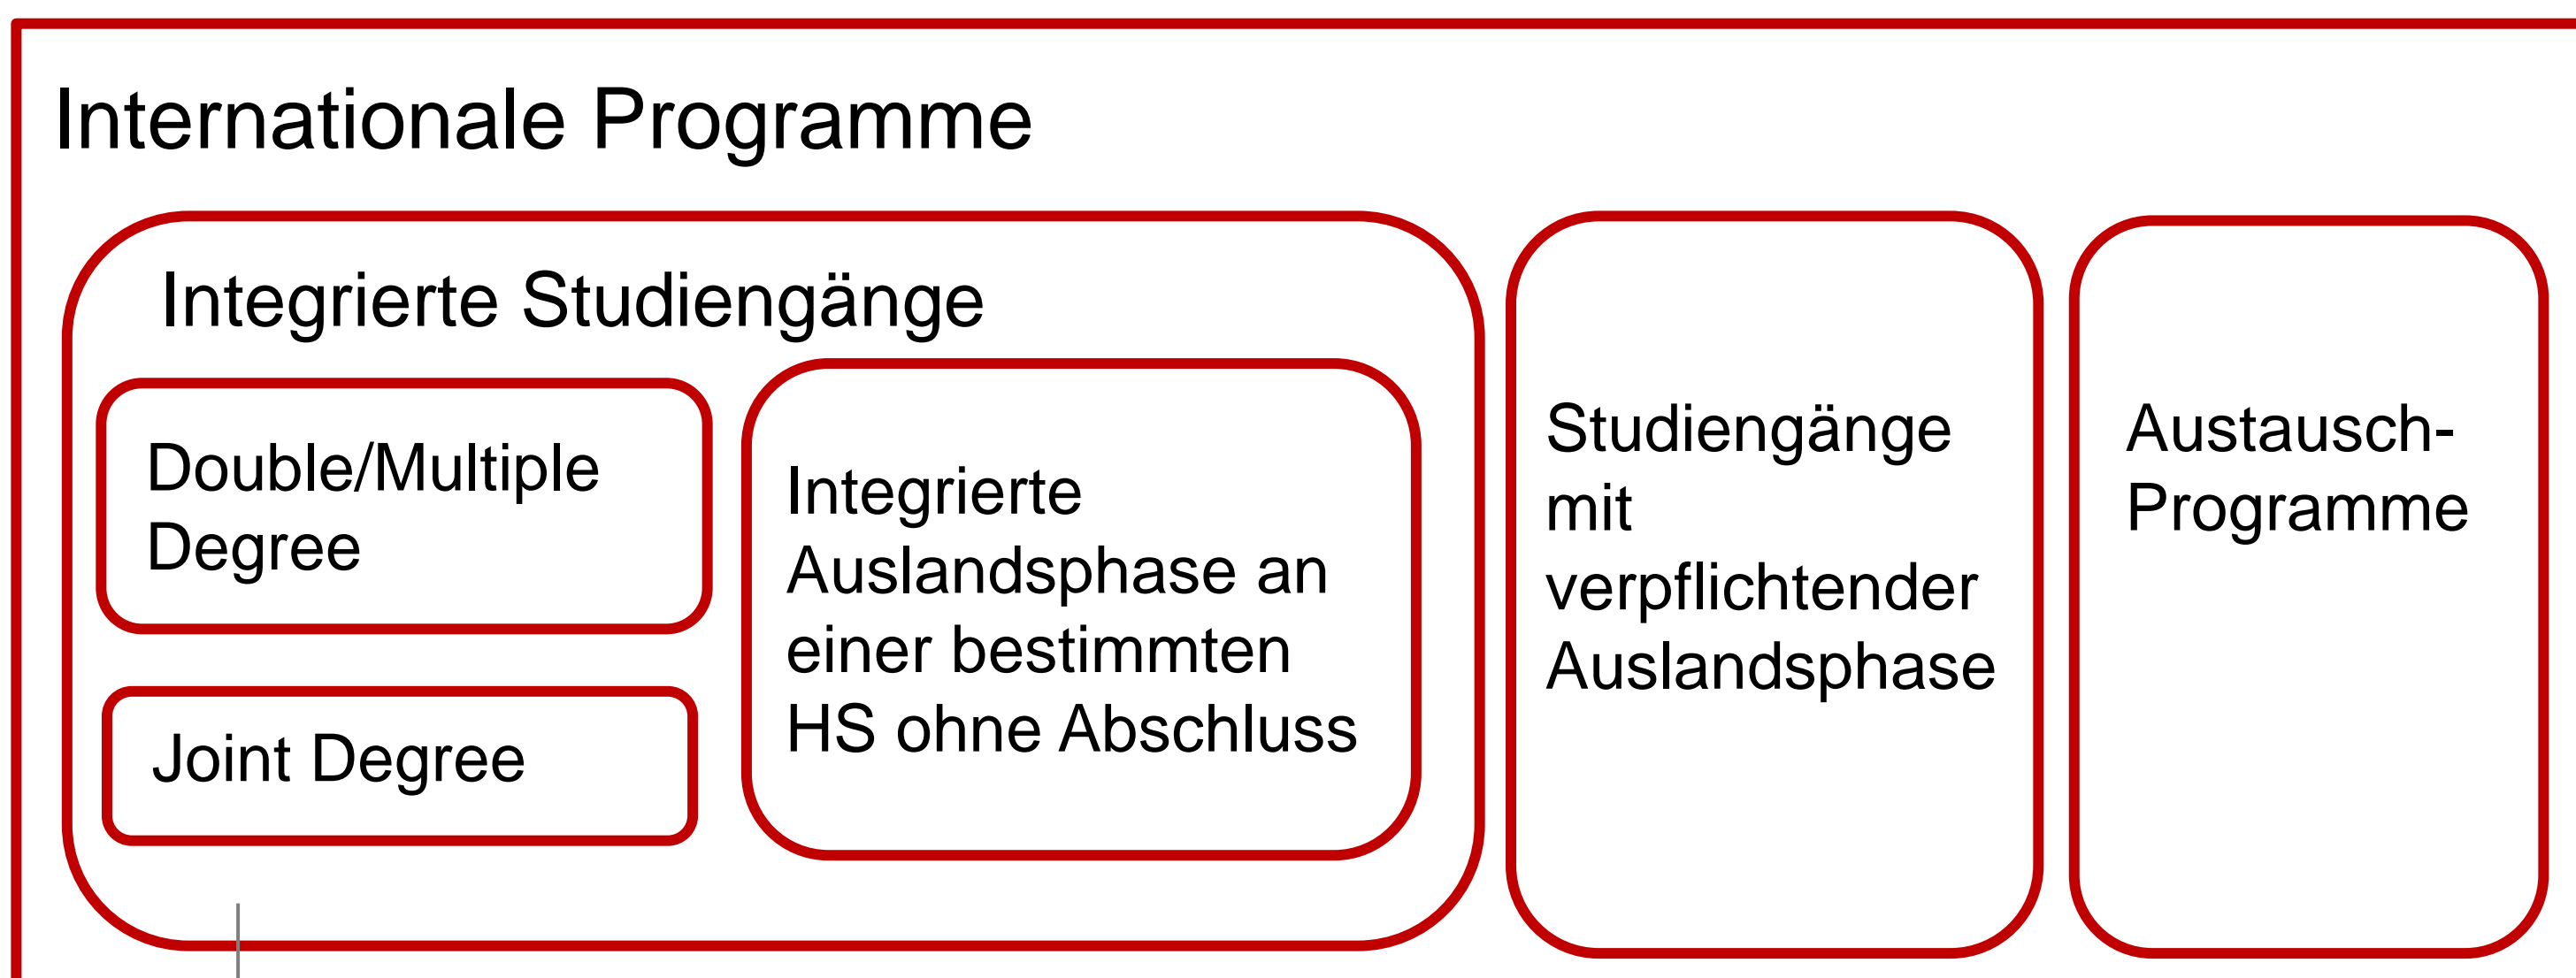 Internationale Programme
Integrierte Studiengänge
Double/Multiple
Degree
Joint Degree
Integrierte
Auslandsphase an
einer bestimmten
HS ohne Abschluss
Studiengänge
mit
verpflichtender
Auslandsphase
Austausch-
Programme